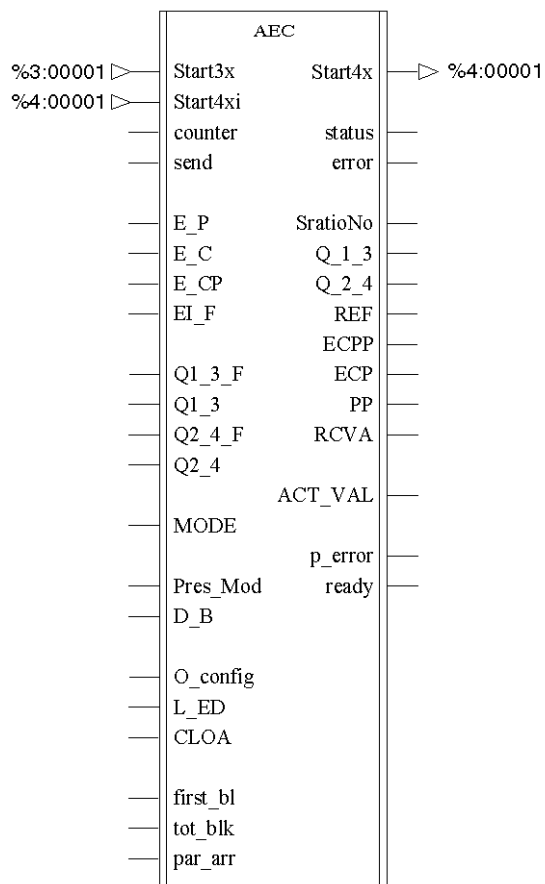 AEC
%3:00001 Start3x Start4x %4:00001
%4:00001 Start4xi
counter status
send error
E_P SratioNo
E_C Q_1_3
E_CP Q_2_4
EI_F REF
ECPP
Q1_3_F ECP
Q1_3 PP
Q2_4_F RCVA
Q2_4
ACT_VAL
MODE
p_error
Pres_Mod ready
D_B
O_config
L_ED
CLOA
first_bl
tot_blk
par_arr